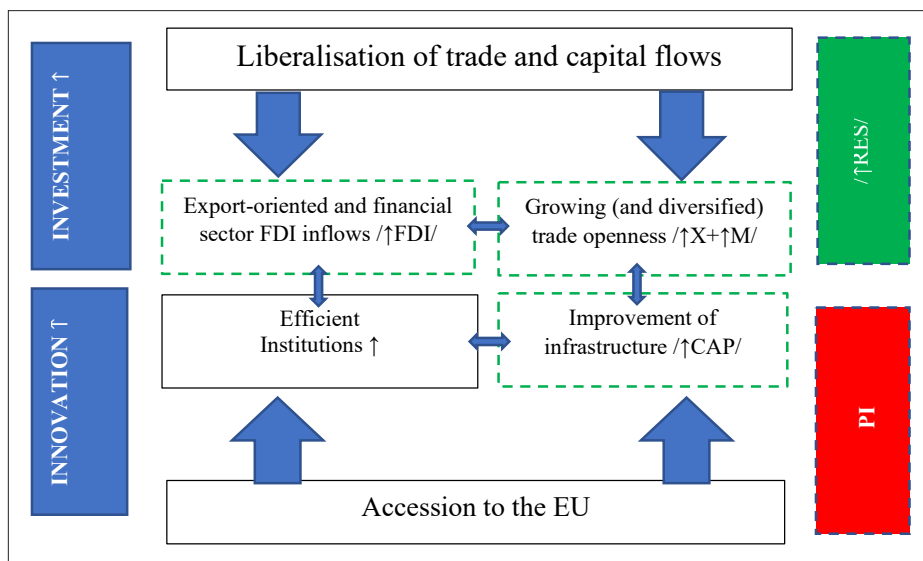 Liberalisation of trade and capital flows
INVESTMENT ↑
/↑RES/
Export-oriented and financial
sector FDI inflows /↑FDI/
Growing (and diversified)
trade openness /↑X+↑M/
INNOVATION ↑
Efficient
Institutions ↑
Improvement of
infrastructure /↑CAP/
PI
Accession to the EU